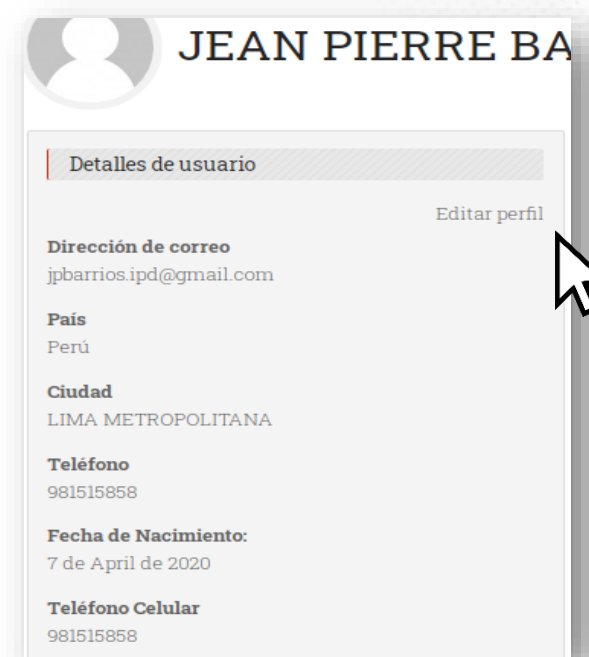 JEAN PIERRE BA
Detalles de usuario
Editar perfil
Dirección de correo
jpbarrios.ipd@gmail.com
País
Perú
Ciudad
LIMA METROPOLITANA
Teléfono
981515858
Fecha de Nacimiento:
7 de April de 2020
Teléfono Celular
981515858